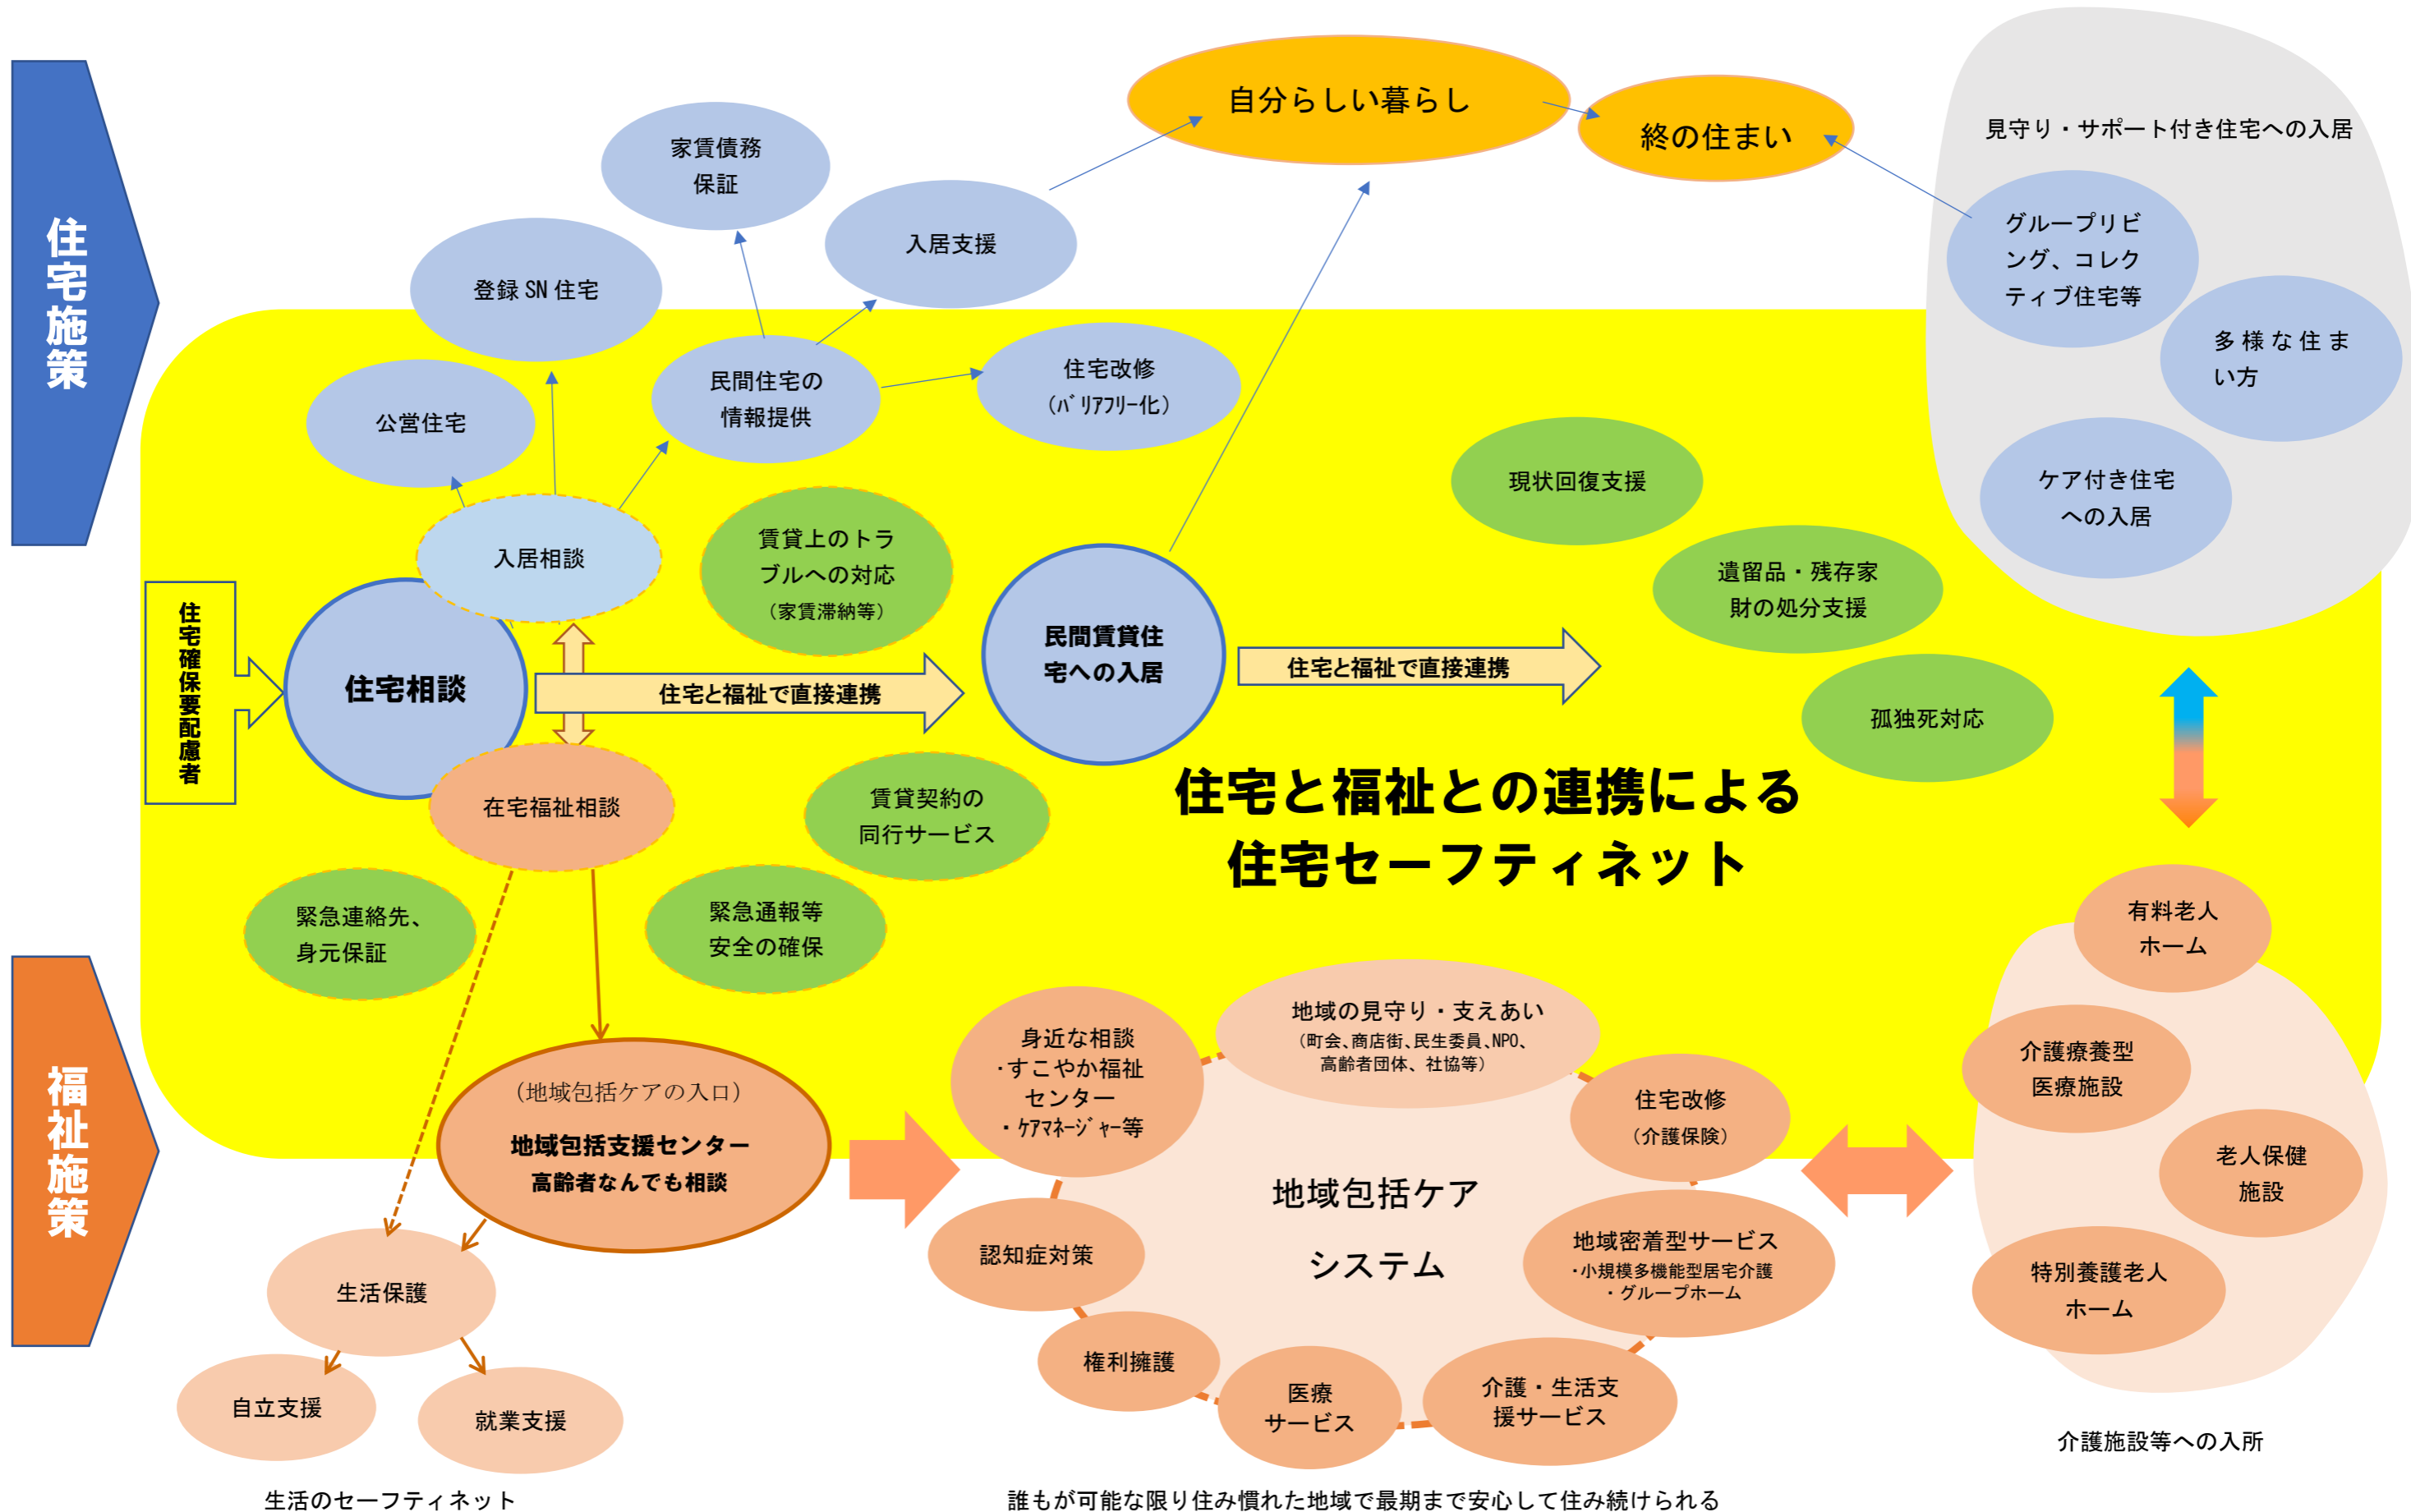 住宅施策
自分らしい暮らし
終の住まい
見守り・サポート付き住宅への入居
家賃債務
保証
入居支援
登録 SN 住宅
グループリビ
ング、コレク
ティブ住宅等
多様な住ま
い方
民間住宅の
情報提供
住宅改修
（ﾊﾞﾘｱﾌﾘｰ化）
公営住宅
ケア付き住宅
への入居
現状回復支援
入居相談
賃貸上のトラ
ブルへの対応
（家賃滞納等）
遺留品・残存家
財の処分支援
住宅確保要配慮者
住宅相談
住宅と福祉で直接連携
民間賃貸住
宅への入居
住宅と福祉で直接連携
孤独死対応
在宅福祉相談
賃貸契約の
同行サービス
住宅と福祉との連携による
住宅セーフティネット
緊急連絡先、
身元保証
緊急通報等
安全の確保
有料老人
ホーム
福祉施策
（地域包括ケアの入口）
地域包括支援センター
高齢者なんでも相談
身近な相談
・すこやか福祉
センター
・ｹｱﾏﾈｰｼﾞｬｰ等
地域の見守り・支えあい
（町会、商店街、民生委員、NPO、
高齢者団体、社協等）
住宅改修
（介護保険）
介護療養型
医療施設
老人保健
施設
地域包括ケア
システム
認知症対策
地域密着型サービス
・小規模多機能型居宅介護
・グループホーム
特別養護老人
ホーム
生活保護
権利擁護
医療
サービス
介護・生活支
援サービス
自立支援
就業支援
介護施設等への入所
生活のセーフティネット
誰もが可能な限り住み慣れた地域で最期まで安心して住み続けられる